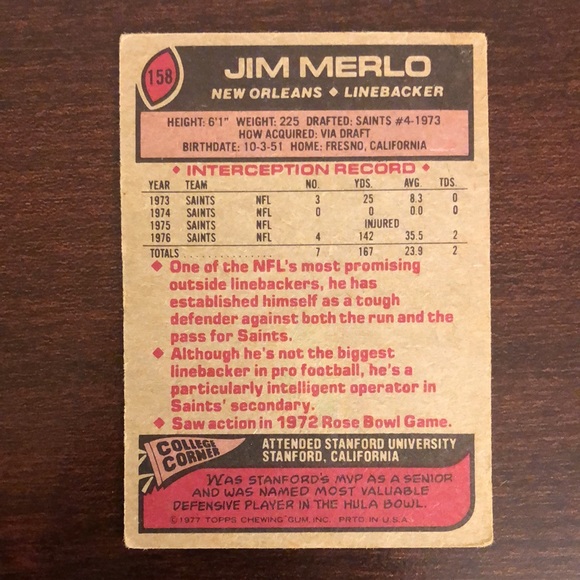 158
JIM MERLO
NEW ORLEANS ◆ LINEBACKER
HEIGHT: 6'1" WEIGHT: 225 DRAFTED: SAINTS #4-1973
HOW ACQUIRED: VIA DRAFT
BIRTHDATE: 10-3-51 HOME: FRESNO, CALIFORNIA
◆ INTERCEPTION RECORD ◆
YEAR TEAM NO. YDS. AVG. TDS.
1973 SAINTS NFL 3 25 8.3 0
1974 SAINTS NFL 0 0 0.0 0
1975 SAINTS NFL INJURED
1976 SAINTS NFL 4 142 35.5 2
TOTALS 7 167 23.9 2
◆ One of the NFL's most promising
outside linebackers, he has
established himself as a tough
defender against both the run and the
pass for Saints.
◆ Although he's not the biggest
linebacker in pro football, he's a
particularly intelligent operator in
Saints' secondary.
◆ Saw action in 1972 Rose Bowl Game.
COLLEGE
CORNER
ATTENDED STANFORD UNIVERSITY
STANFORD, CALIFORNIA
WAS STANFORD'S MVP AS A SENIOR
AND WAS NAMED MOST VALUABLE
DEFENSIVE PLAYER IN THE HULA BOWL.
©1977 TOPPS CHEWING GUM, INC. PRTD. IN U.S.A.